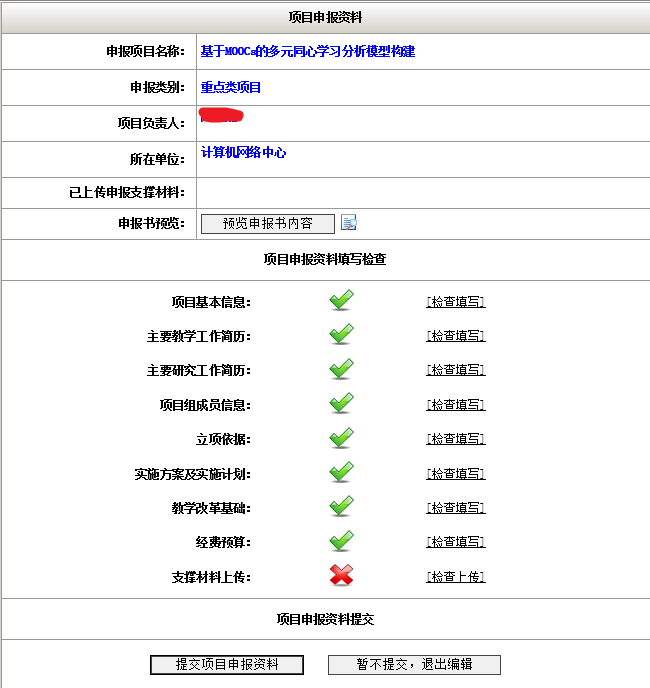 项目申报资料
申报项目名称： 基于MOOCs的多元同心学习分析模型构建
申报类别： 重点类项目
项目负责人：
所在单位： 计算机网络中心
已上传申报支撑材料：
申报书预览： 预览申报书内容
项目申报资料填写检查
项目基本信息： [检查填写]
主要教学工作简历： [检查填写]
主要研究工作简历： [检查填写]
项目组成员信息： [检查填写]
立项依据： [检查填写]
实施方案及实施计划： [检查填写]
教学改革基础： [检查填写]
经费预算： [检查填写]
支撑材料上传： [检查上传]
项目申报资料提交
提交项目申报资料 暂不提交，退出编辑